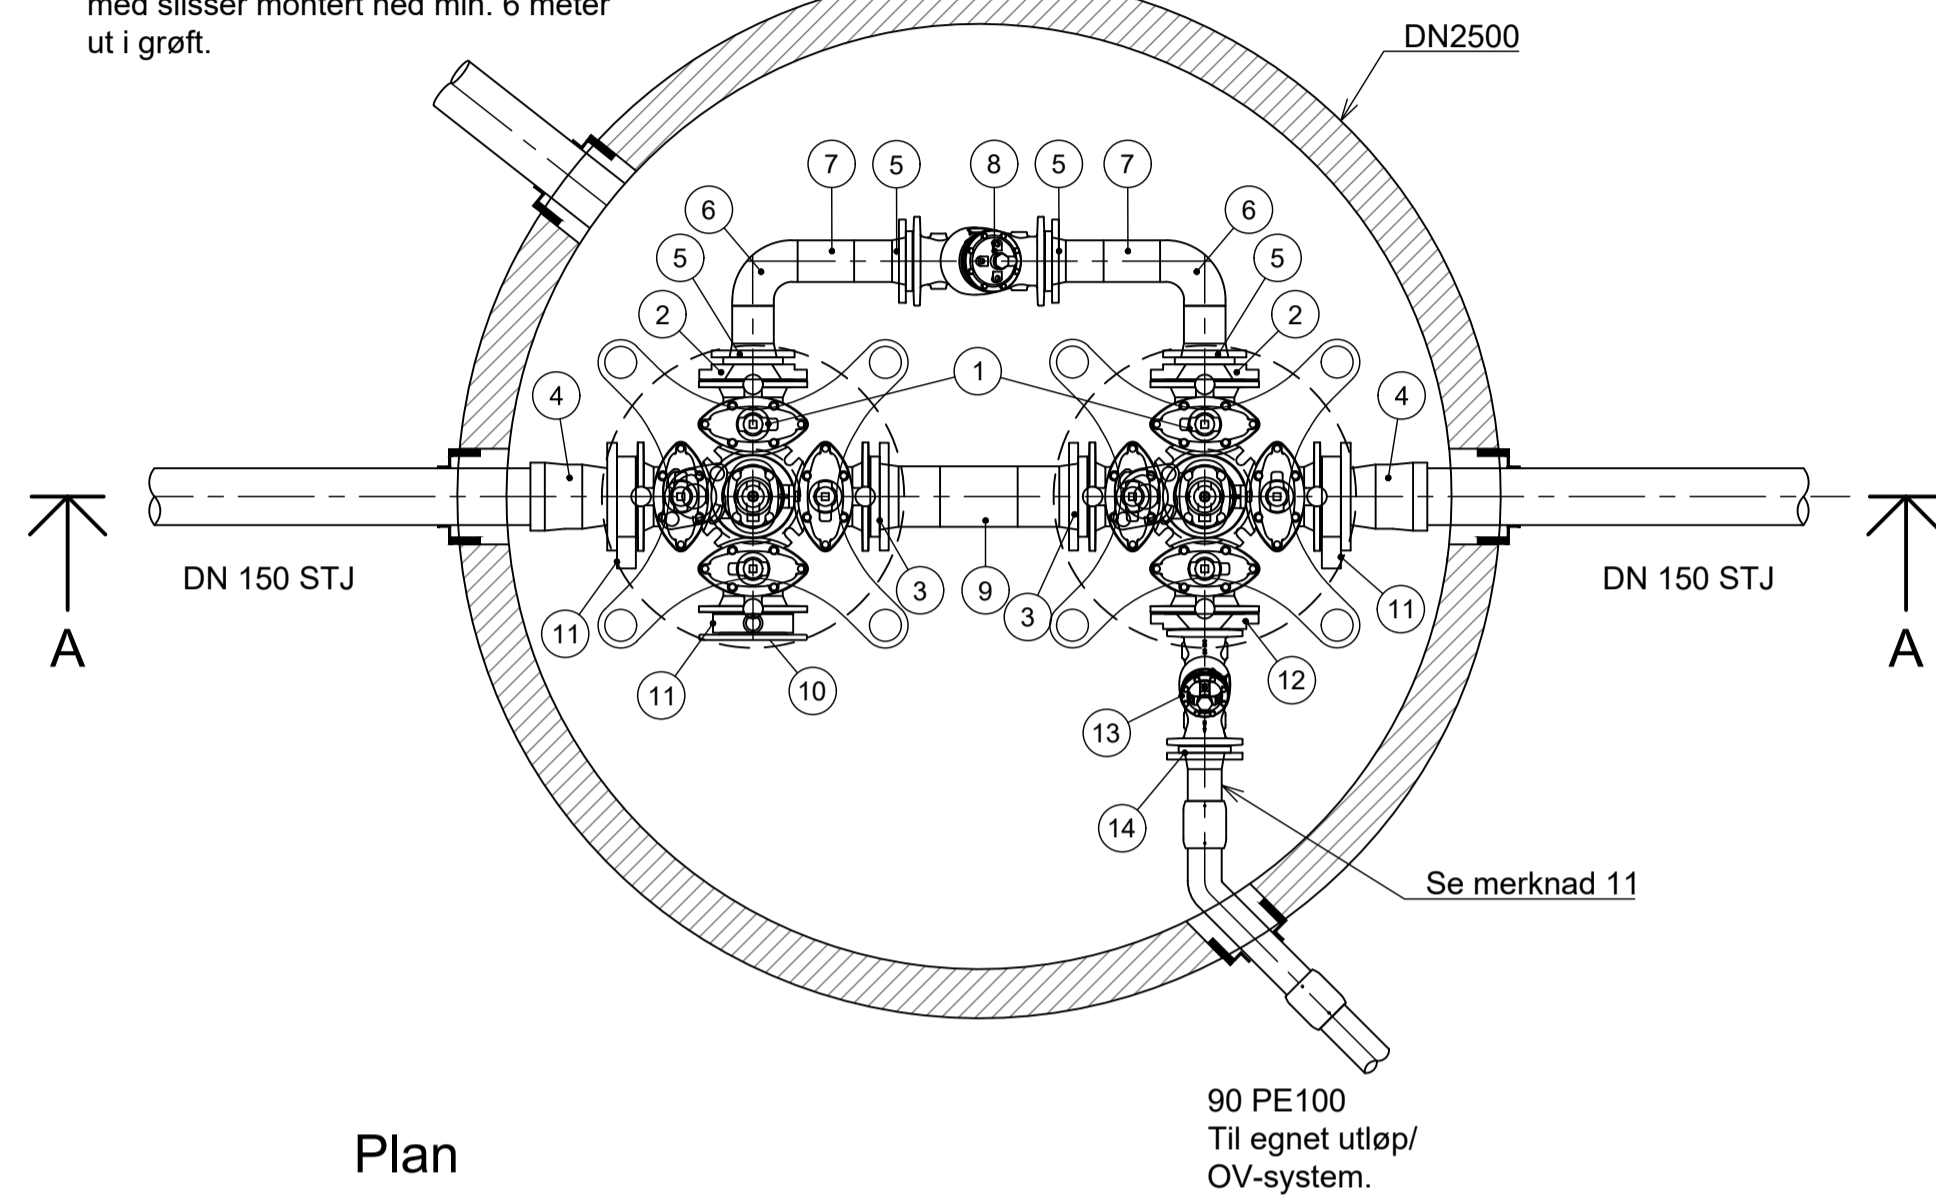 med slisser montert ned min. 6 meter
ut i grøft.
DN2500
7
5
8
5
7
6
6
5
5
2
2
1
4
4
DN 150 STJ
DN 150 STJ
3
9
3
11
11
A
A
11
10
12
13
14
Se merknad 11
90 PE100
Til egnet utløp/
OV-system.
Plan